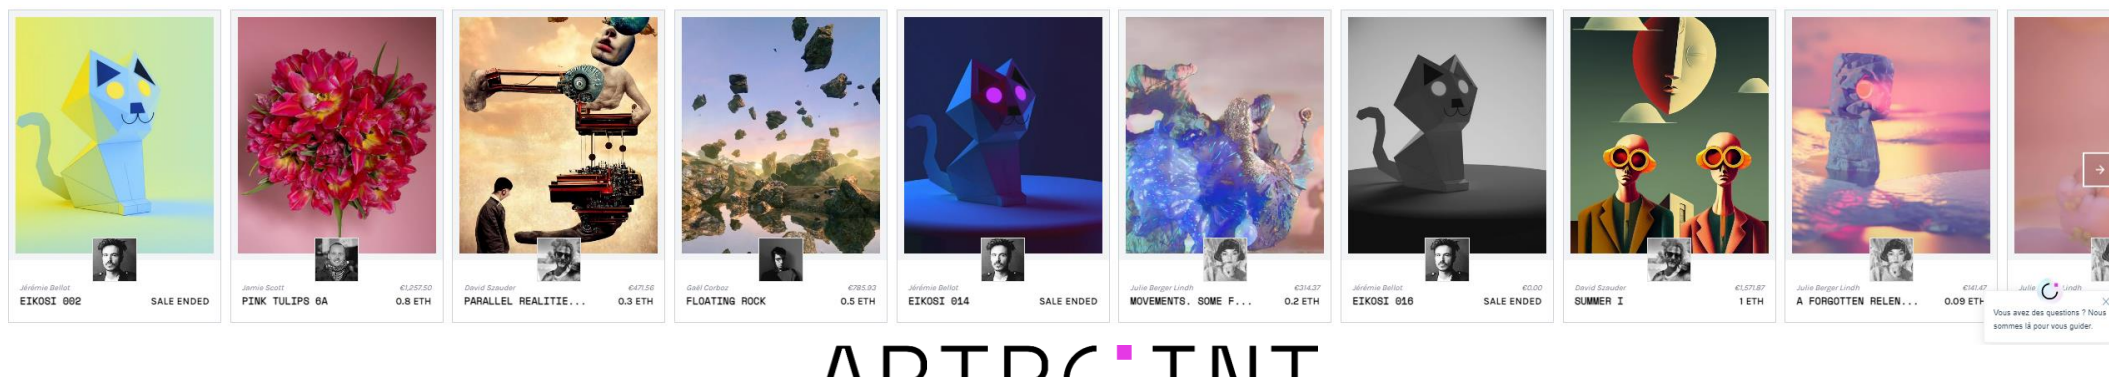 Jérémie Bellot
EIKOSI 002 SALE ENDED
Jamie Scott €1,257.50
PINK TULIPS 6A 0.8 ETH
David Szauder €471.56
PARALLEL REALITIE... 0.3 ETH
Gaël Corboz €785.93
FLOATING ROCK 0.5 ETH
Jérémie Bellot
EIKOSI 014 SALE ENDED
Julie Berger Lindh €314.37
MOVEMENTS. SOME F... 0.2 ETH
Jérémie Bellot €0.00
EIKOSI 016 SALE ENDED
David Szauder €1,571.87
SUMMER I 1 ETH
Julie Berger Lindh €141.47
A FORGOTTEN RELEN... 0.09 ETH
Julie Lindh
Vous avez des questions ? Nous
sommes là pour vous guider.
ARTPOINT